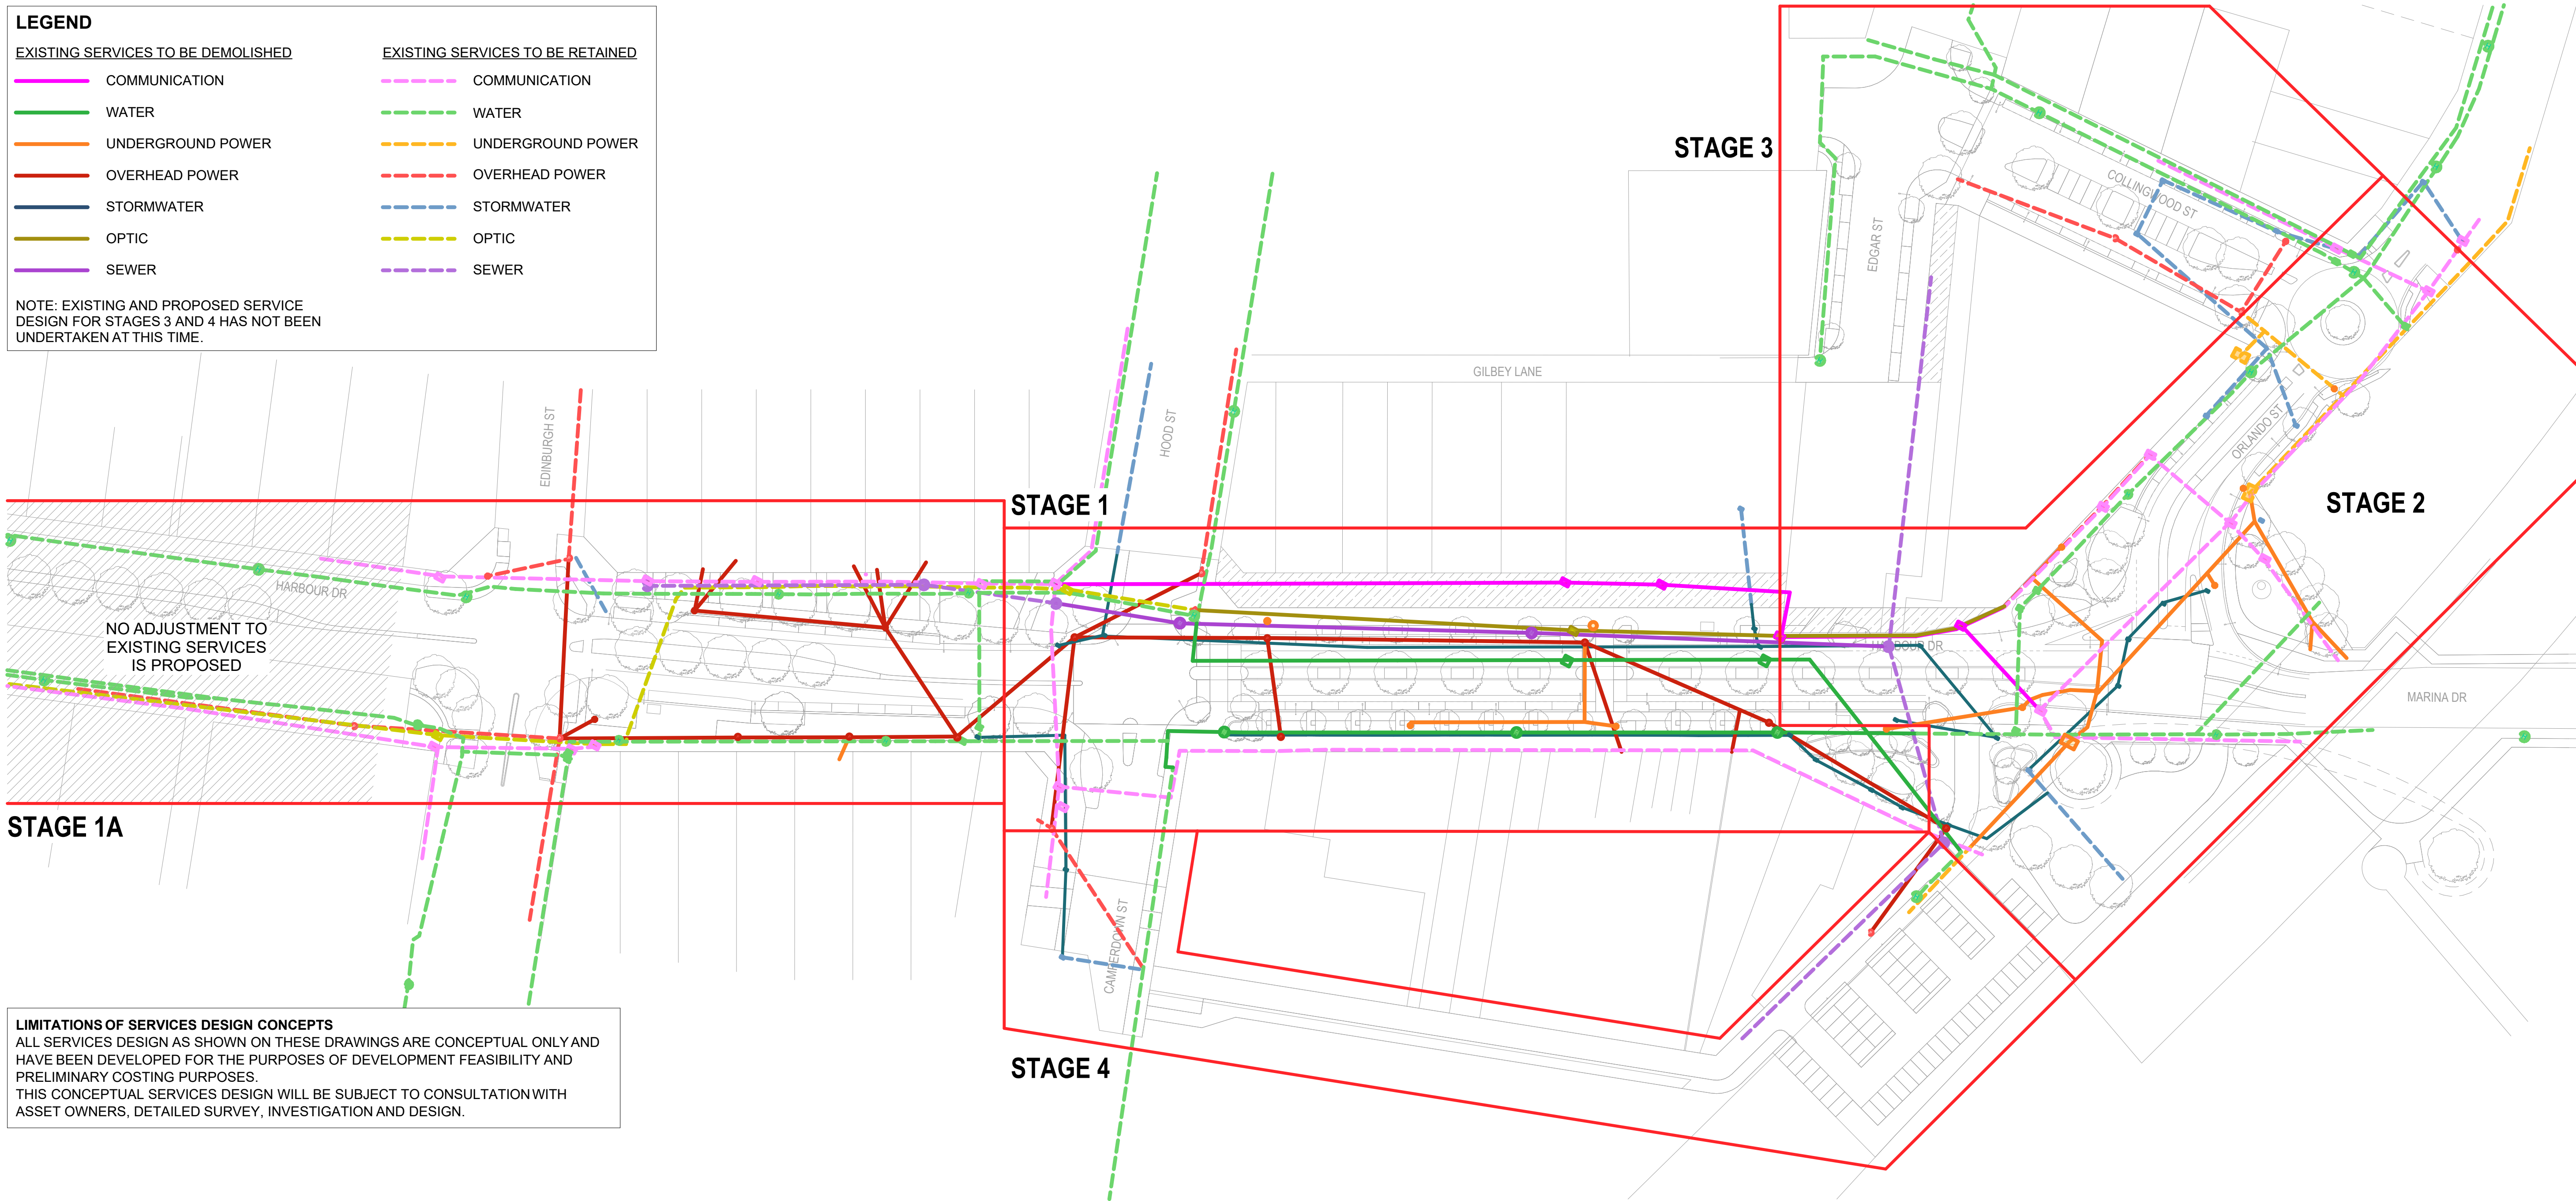 LEGEND
EXISTING SERVICES TO BE DEMOLISHED
COMMUNICATION
WATER
UNDERGROUND POWER
OVERHEAD POWER
STORMWATER
OPTIC
SEWER
EXISTING SERVICES TO BE RETAINED
COMMUNICATION
WATER
UNDERGROUND POWER
OVERHEAD POWER
STORMWATER
OPTIC
SEWER
NOTE: EXISTING AND PROPOSED SERVICE
DESIGN FOR STAGES 3 AND 4 HAS NOT BEEN
UNDERTAKEN AT THIS TIME.
STAGE 3
COLLINGWOOD ST
EDGAR ST
GILBEY LANE
EDINBURGH ST
HOOD ST
ORLANDO ST
STAGE 1
STAGE 2
HARBOUR DR
NO ADJUSTMENT TO
EXISTING SERVICES
IS PROPOSED
HARBOUR DR
MARINA DR
STAGE 1A
CAMPERDOWN ST
STAGE 4
LIMITATIONS OF SERVICES DESIGN CONCEPTS
ALL SERVICES DESIGN AS SHOWN ON THESE DRAWINGS ARE CONCEPTUAL ONLY AND
HAVE BEEN DEVELOPED FOR THE PURPOSES OF DEVELOPMENT FEASIBILITY AND
PRELIMINARY COSTING PURPOSES.
THIS CONCEPTUAL SERVICES DESIGN WILL BE SUBJECT TO CONSULTATION WITH
ASSET OWNERS, DETAILED SURVEY, INVESTIGATION AND DESIGN.